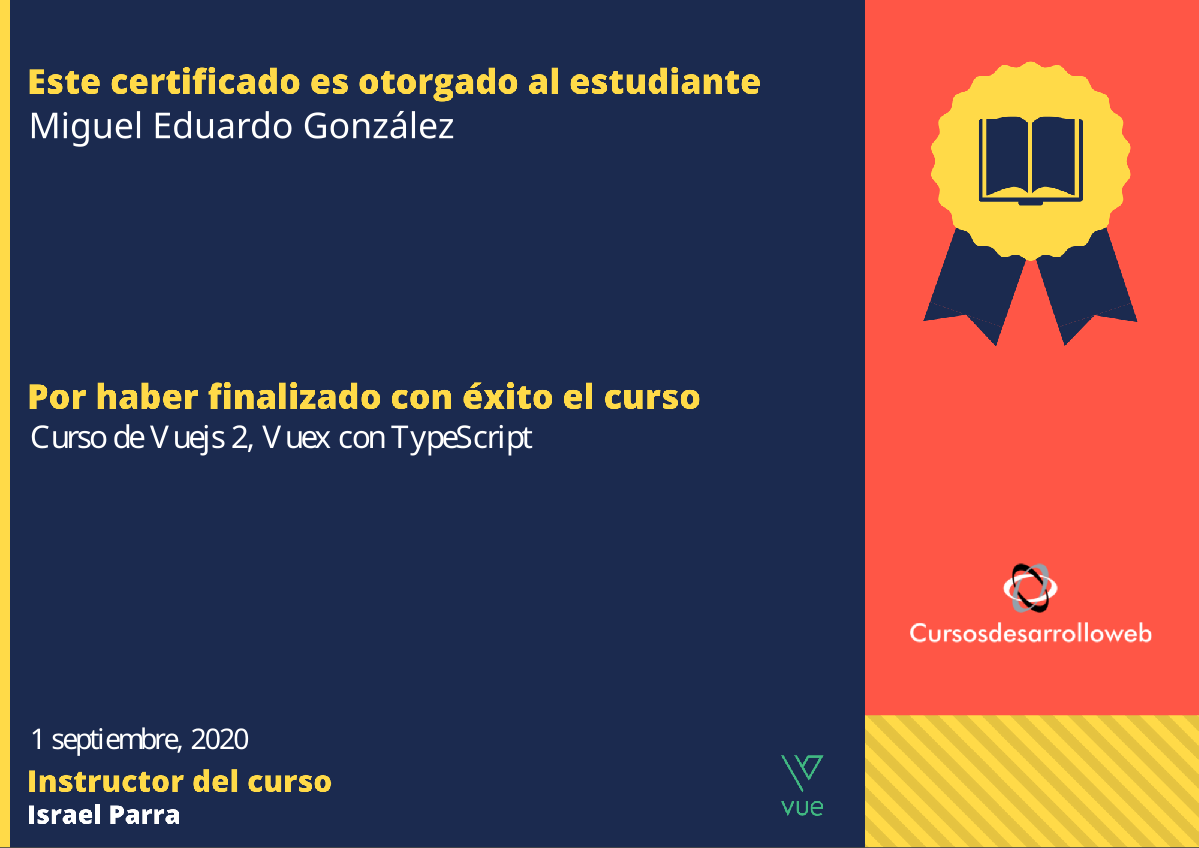 Este certificado es otorgado al estudiante
Miguel Eduardo González
Por haber finalizado con éxito el curso
Curso de Vuejs 2, Vuex con TypeScript
Cursosdesarrolloweb
1 septiembre, 2020
Instructor del curso
Israel Parra
vue